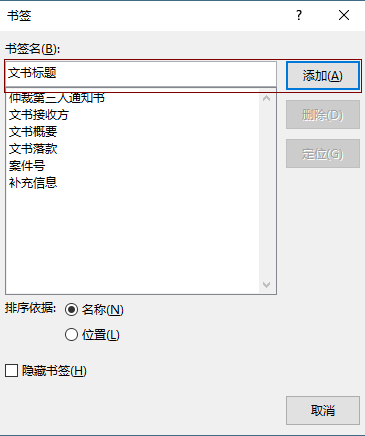 书签
?
书签名(B):
文书标题
添加(A)
仲裁第三人通知书
文书接收方
删除(D)
文书概要
文书落款
定位(G)
案件号
补充信息
排序依据: 名称(N)
位置(L)
隐藏书签(H)
取消